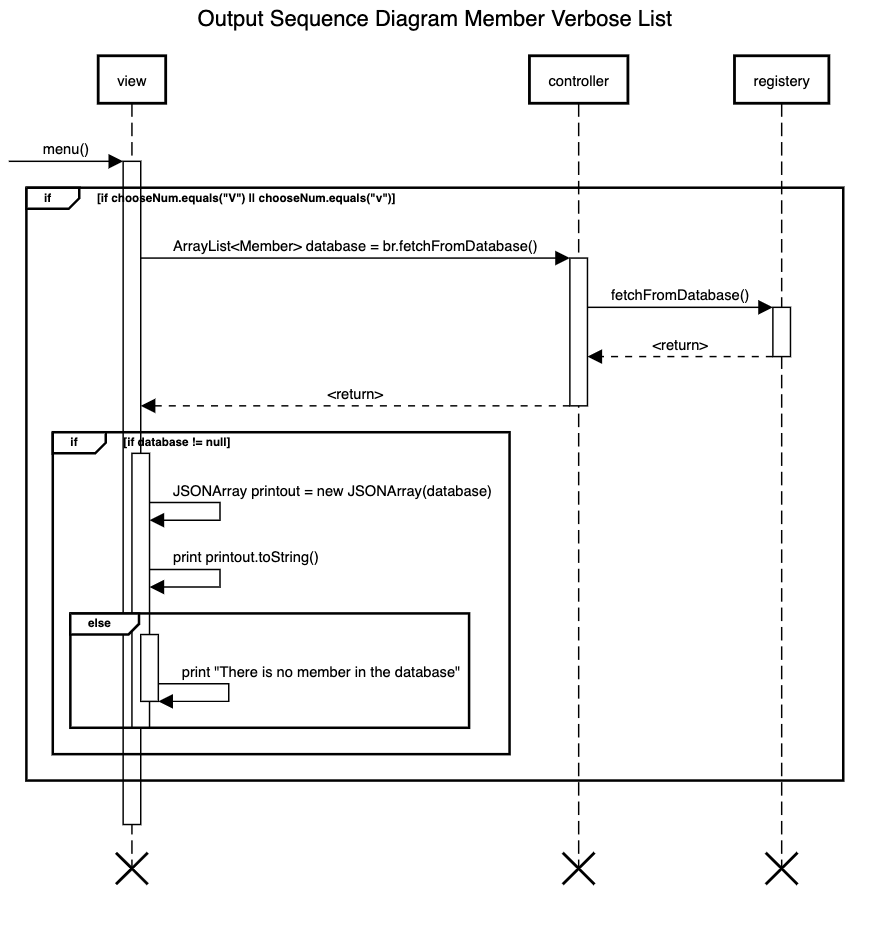 Output Sequence Diagram Member Verbose List
view
controller
registery
menu()
if
[if chooseNum.equals("V") || chooseNum.equals("v")]
ArrayList<Member> database = br.fetchFromDatabase()
fetchFromDatabase()
<return>
<return>
if
[if database != null]
JSONArray printout = new JSONArray(database)
print printout.toString()
else
print "There is no member in the database"